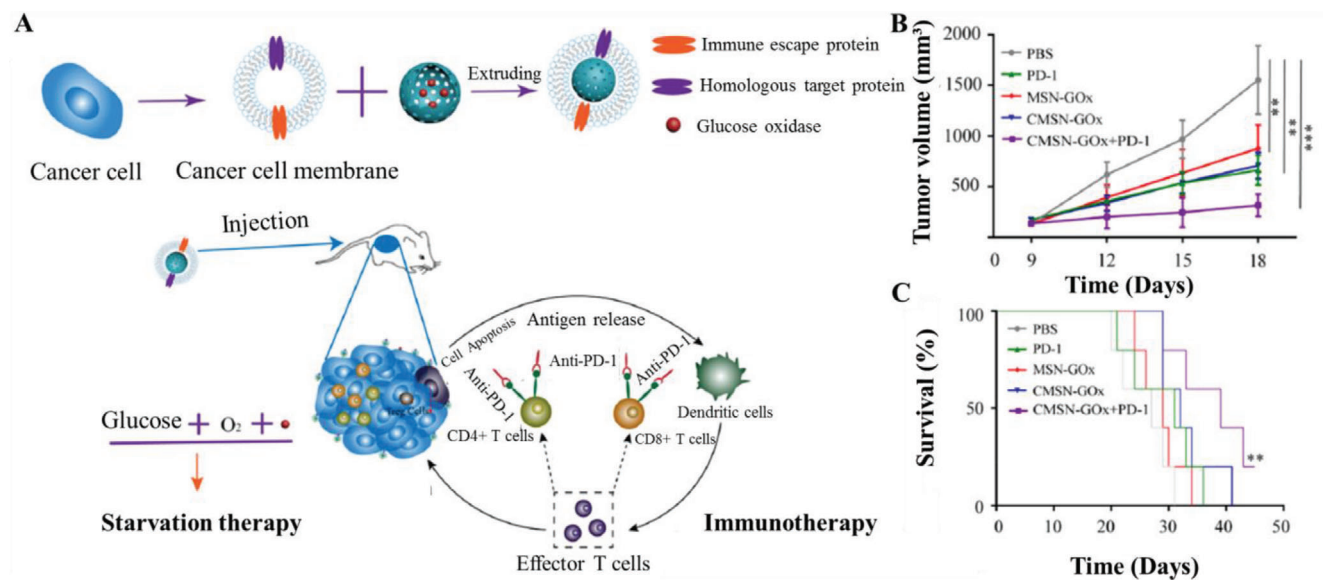 A
Immune escape protein
Extruding
Homologous target protein
Glucose oxidase
Cancer cell
Cancer cell membrane
Injection
Cell Apoptosis
Antigen release
Anti-PD-1
Anti-PD-1
Anti-PD-1
Treg Cells
Dendritic cells
CD4+ T cells
CD8+ T cells
Glucose + O₂ +
Starvation therapy
Immunotherapy
Effector T cells
B
Tumor volume (mm³)
2000
1500
1000
500
PBS
PD-1
MSN-GOx
CMSN-GOx
CMSN-GOx+PD-1
**
**
***
0 9 12 15 18
Time (Days)
C
Survival (%)
100
50
0
PBS
PD-1
MSN-GOx
CMSN-GOx
CMSN-GOx+PD-1
**
0 10 20 30 40 50
Time (Days)